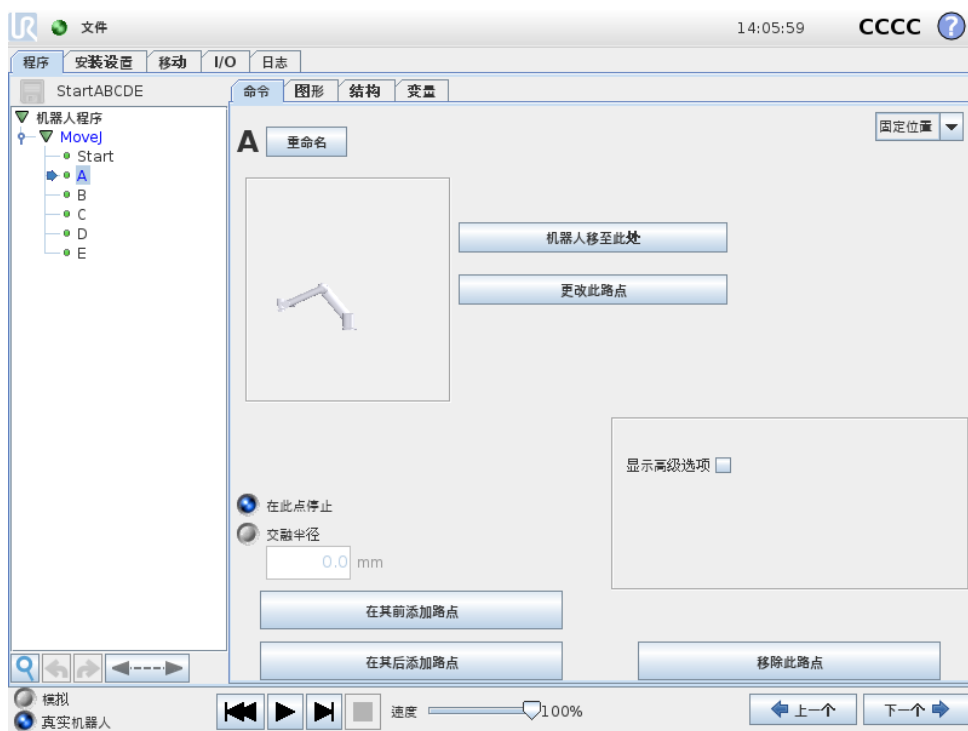 UR 文件 14:05:59 CCCC ?
程序 安装设置 移动 I/O 日志
StartABCDE
命令 图形 结构 变量
机器人程序
MoveJ
Start
A
B
C
D
E
A 重命名 固定位置
机器人移至此处
更改此路点
显示高级选项
在此点停止
交融半径
0.0 mm
在其前添加路点
在其后添加路点 移除此路点
模拟
真实机器人
速度 100% 上一个 下一个